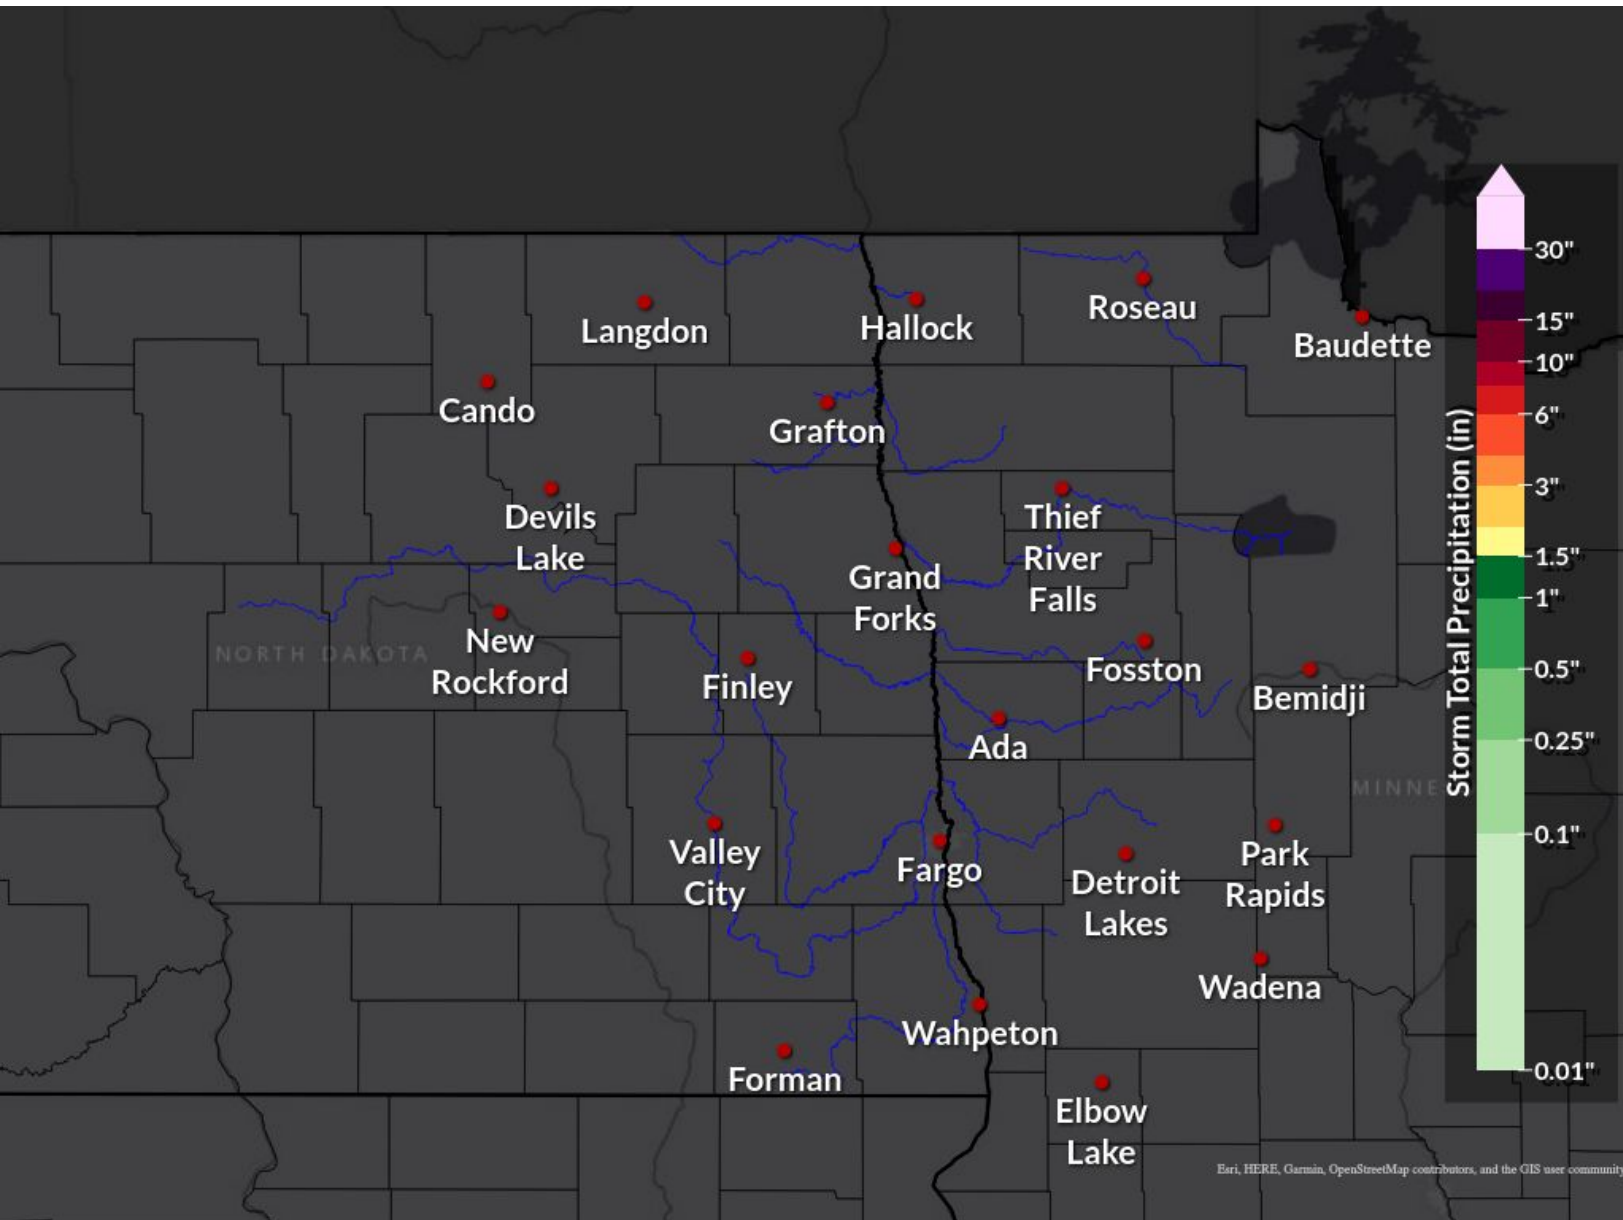 30"
15"
10"
6"
3"
1.5"
1"
0.5"
0.25"
0.1"
0.01"
Storm Total Precipitation (in)
Langdon
Hallock
Roseau
Baudette
Cando
Grafton
Devils
Lake
Thief
River
Falls
Grand
Forks
NORTH DAKOTA
New
Rockford
Finley
Fosston
Bemidji
Ada
MINNE
Valley
City
Fargo
Detroit
Lakes
Park
Rapids
Wadena
Wahpeton
Forman
Elbow
Lake
Esri, HERE, Garmin, OpenStreetMap contributors, and the GIS user community